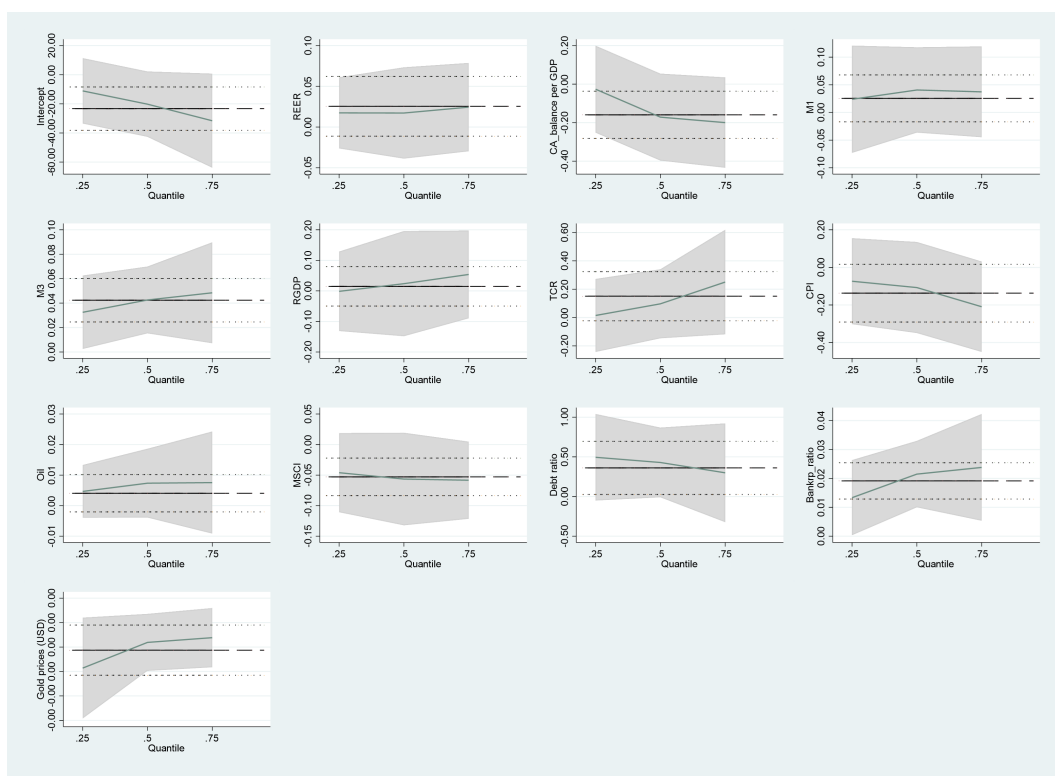 Intercept
-60.00 -40.00 -20.00 0.00 20.00
.25 .5 .75
Quantile
REER
-0.05 0.00 0.05 0.10
.25 .5 .75
Quantile
CA_balance per GDP
-0.40 -0.20 0.00 0.20
.25 .5 .75
Quantile
M1
-0.10 -0.05 0.00 0.05 0.10
.25 .5 .75
Quantile
M3
0.00 0.02 0.04 0.06 0.08 0.10
.25 .5 .75
Quantile
RGDP
-0.20 -0.10 0.00 0.10 0.20
.25 .5 .75
Quantile
TCR
-0.20 0.00 0.20 0.40 0.60
.25 .5 .75
Quantile
CPI
-0.40 -0.20 0.00 0.20
.25 .5 .75
Quantile
Oil
-0.01 0.00 0.01 0.02 0.03
.25 .5 .75
Quantile
MSCI
-0.15 -0.10 -0.05 0.00 0.05
.25 .5 .75
Quantile
Debt ratio
-0.50 0.00 0.50 1.00
.25 .5 .75
Quantile
Bankrp_ratio
0.00 0.01 0.02 0.03 0.04
.25 .5 .75
Quantile
Gold prices (USD)
-0.00 -0.00 0.00 0.00 0.00
.25 .5 .75
Quantile